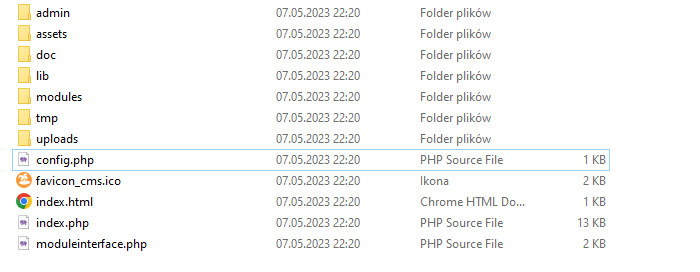 admin 07.05.2023 22:20 Folder plików
assets 07.05.2023 22:20 Folder plików
doc 07.05.2023 22:20 Folder plików
lib 07.05.2023 22:20 Folder plików
modules 07.05.2023 22:20 Folder plików
tmp 07.05.2023 22:20 Folder plików
uploads 07.05.2023 22:20 Folder plików
config.php 07.05.2023 22:20 PHP Source File 1 KB
favicon_cms.ico 07.05.2023 22:20 Ikona 2 KB
index.html 07.05.2023 22:20 Chrome HTML Do... 1 KB
index.php 07.05.2023 22:20 PHP Source File 13 KB
moduleinterface.php 07.05.2023 22:20 PHP Source File 2 KB